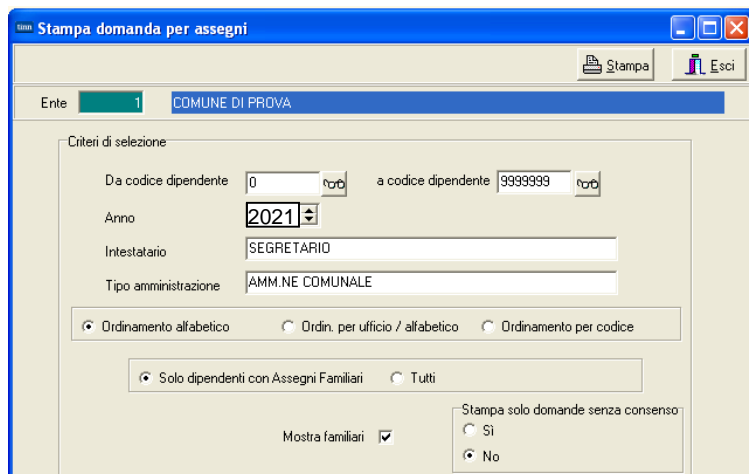 tinn Stampa domanda per assegni
Stampa Esci
Ente 1 COMUNE DI PROVA
Criteri di selezione
Da codice dipendente 0 a codice dipendente 9999999
Anno 2021
Intestatario SEGRETARIO
Tipo amministrazione AMM.NE COMUNALE
Ordinamento alfabetico Ordin. per ufficio / alfabetico Ordinamento per codice
Solo dipendenti con Assegni Familiari Tutti
Stampa solo domande senza consenso
Mostra familiari Sì
No